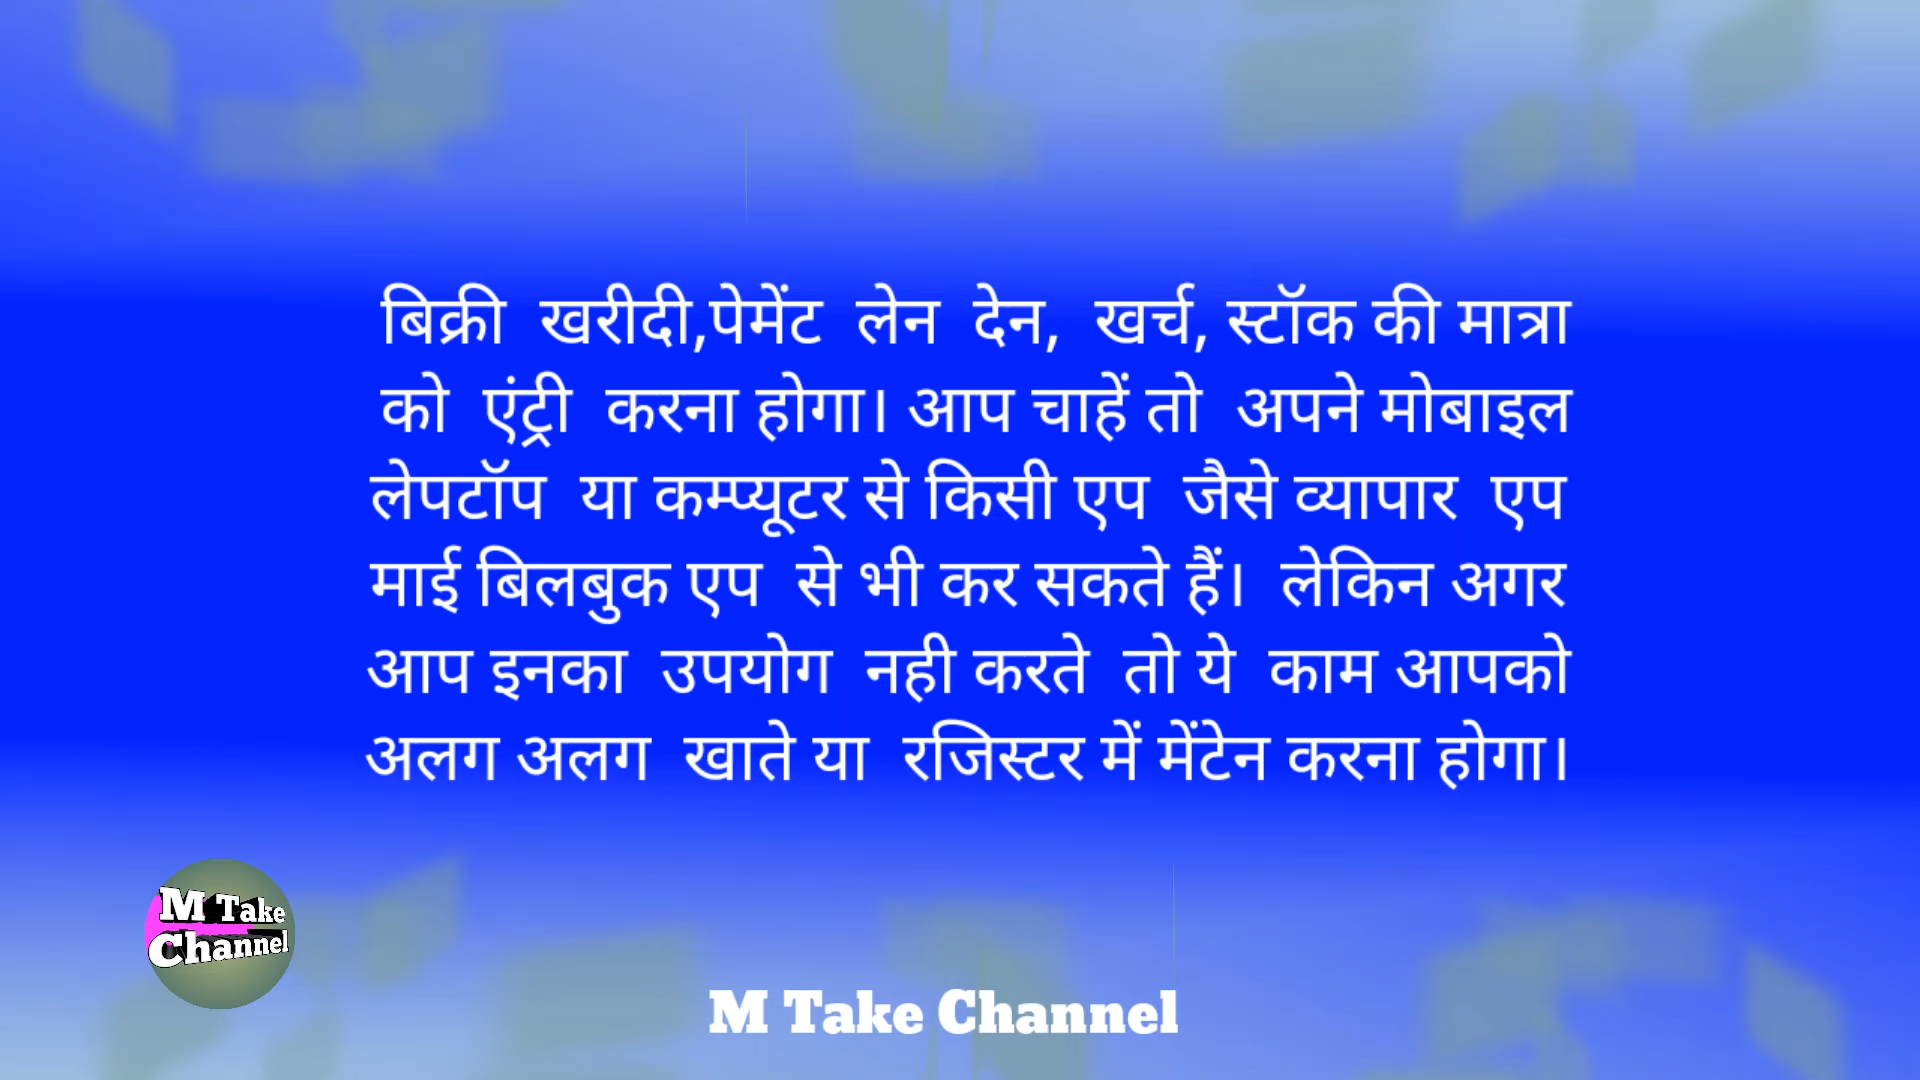 बिक्री खरीदी,पेमेंट लेन देन, खर्च, स्टॉक की मात्रा
को एंट्री करना होगा। आप चाहें तो अपने मोबाइल
लेपटॉप या कम्प्यूटर से किसी एप जैसे व्यापार एप
माई बिलबुक एप से भी कर सकते हैं। लेकिन अगर
आप इनका उपयोग नही करते तो ये काम आपको
अलग अलग खाते या रजिस्टर में मेंटेन करना होगा।
M Take
Channel
M Take Channel